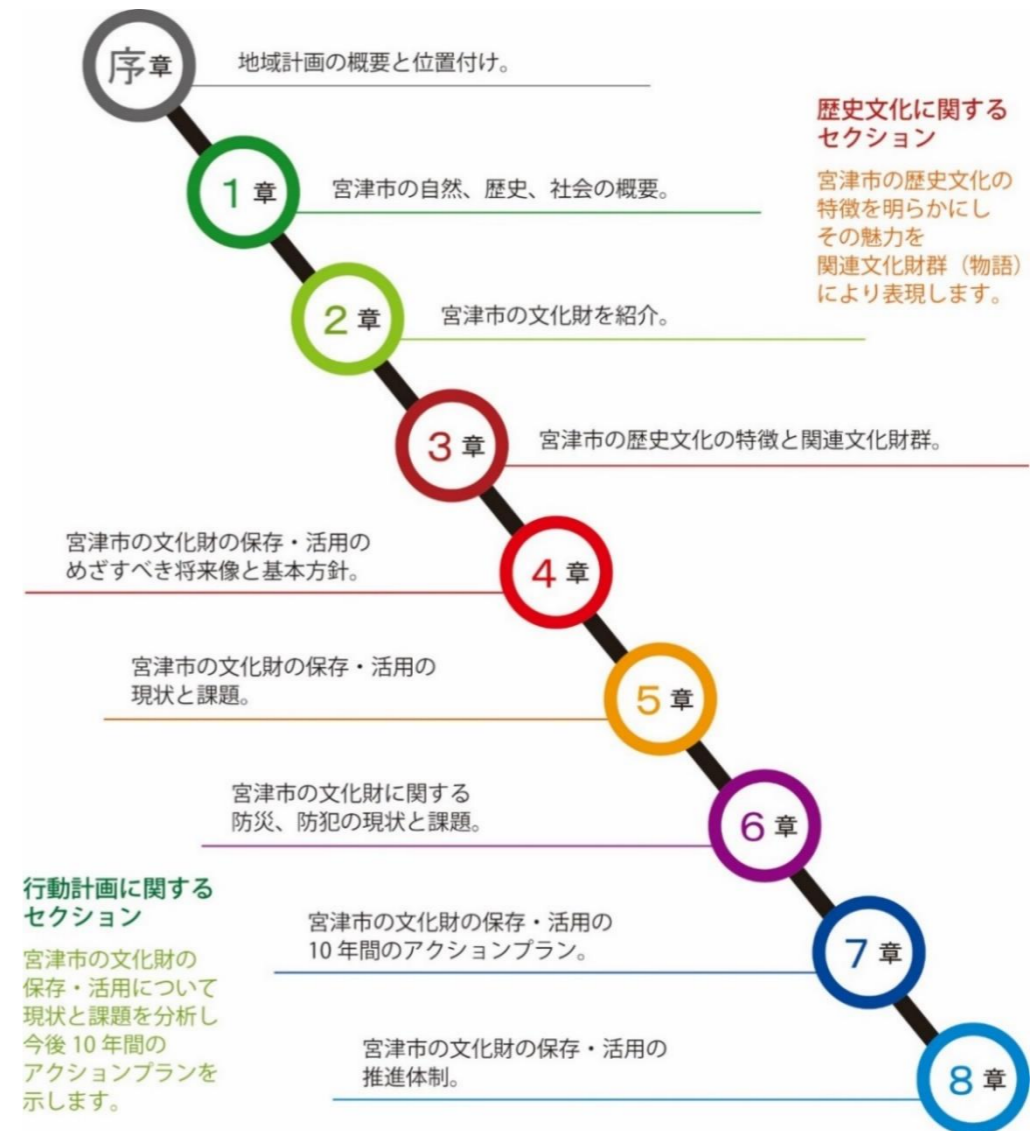 序章
地域計画の概要と位置付け。
歴史文化に関する
セクション
宮津市の歴史文化の
特徴を明らかにし
その魅力を
関連文化財群（物語）
により表現します。
1 章
宮津市の自然、歴史、社会の概要。
2 章
宮津市の文化財を紹介。
3 章
宮津市の歴史文化の特徴と関連文化財群。
宮津市の文化財の保存・活用の
めざすべき将来像と基本方針。
4 章
宮津市の文化財の保存・活用の
現状と課題。
5 章
宮津市の文化財に関する
防災、防犯の現状と課題。
6 章
行動計画に関する
セクション
宮津市の文化財の
保存・活用について
現状と課題を分析し
今後 10 年間の
アクションプランを
示します。
宮津市の文化財の保存・活用の
10 年間のアクションプラン。
7 章
宮津市の文化財の保存・活用の
推進体制。
8 章